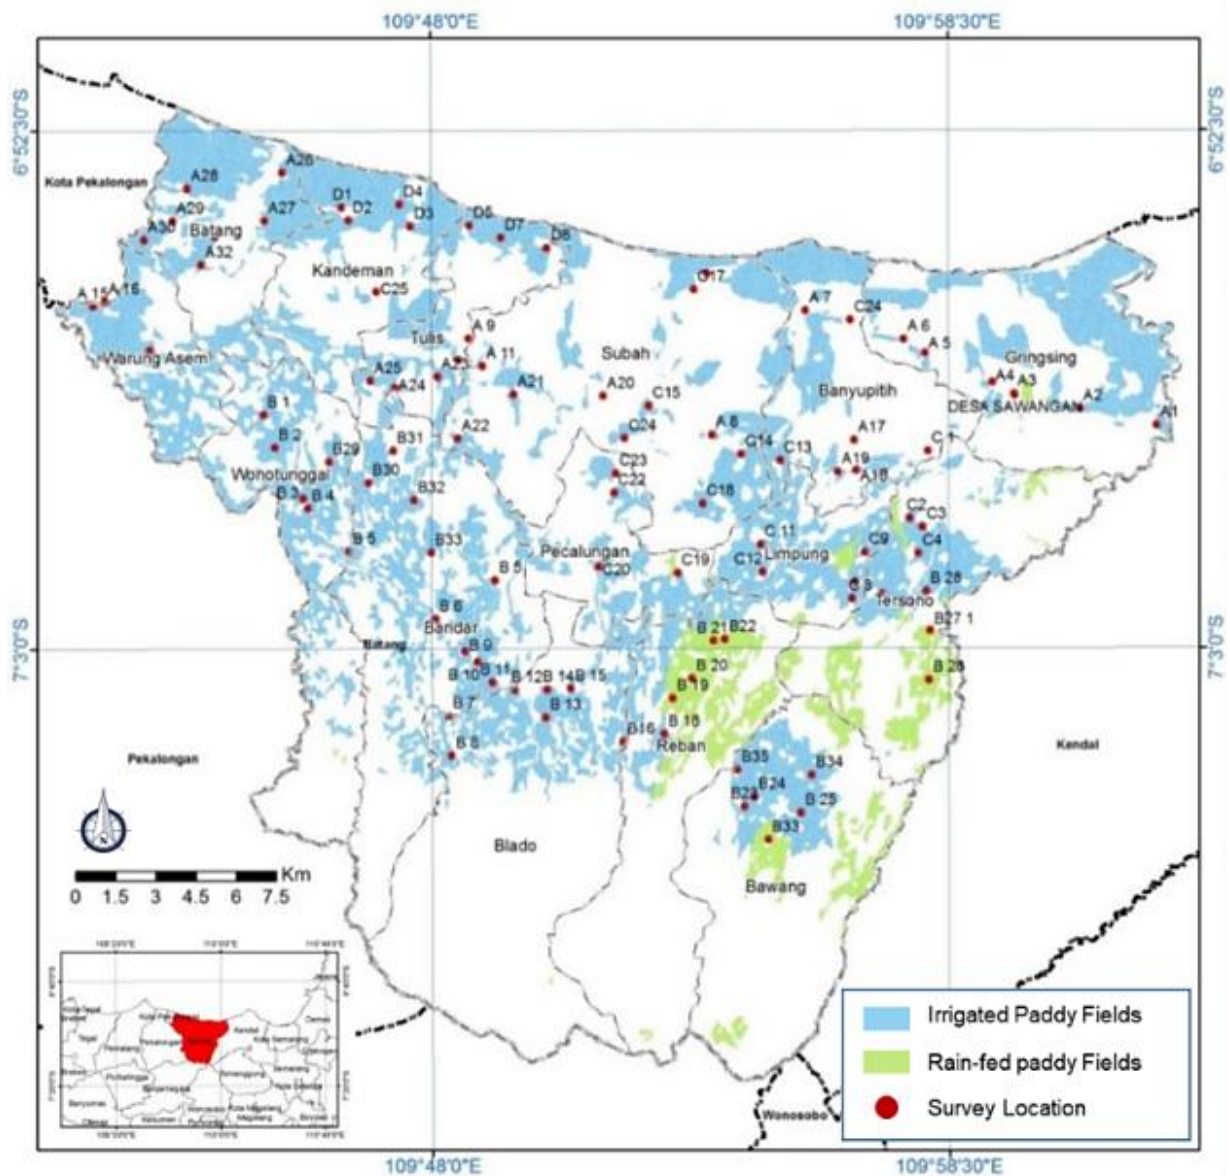 109°48'0"E 109°58'30"E
6°52'30"S 6°52'30"S
Kota Pekalongan
A28
A26
A29
A27
A30
Batang
A32
D1
D2
D4
D3
D5
D7
D8
Kandeman
C25
A 15
A 16
Warung Asem
Tulis
A 9
A 11
A25
A24
A23
A21
A22
Subah
A20
C15
C24
C17
A 7
C24
A 6
A 5
Gringsing
A4
A3
DESA SAWANGAN
A2
A1
Banyupitih
A17
A19
A18
C 1
A 8
C14
C13
B 1
B 2
Wonotunggal
B29
B31
B30
B32
B 3
B 4
B 5
B33
C23
C22
C18
Pecalungan
C20
C19
C 11
C12
Limpung
C9
C2
C3
C4
C 8
Tersono
B 28
B27 1
B 26
B 5
B 6
Bandar
Batang
B 9
B 10
B 11
B 12
B 14
B 15
B 13
B 7
B 8
B 21
B22
B 20
B 19
B 18
B16
Reban
7°3'0"S 7°3'0"S
Pekalongan
Kendal
B35
B34
B24
B23
B 25
B33
Bawang
Blado
N
Km
0 1.5 3 4.5 6 7.5
Wonosobo
Irrigated Paddy Fields
Rain-fed paddy Fields
Survey Location
109°48'0"E 109°58'30"E